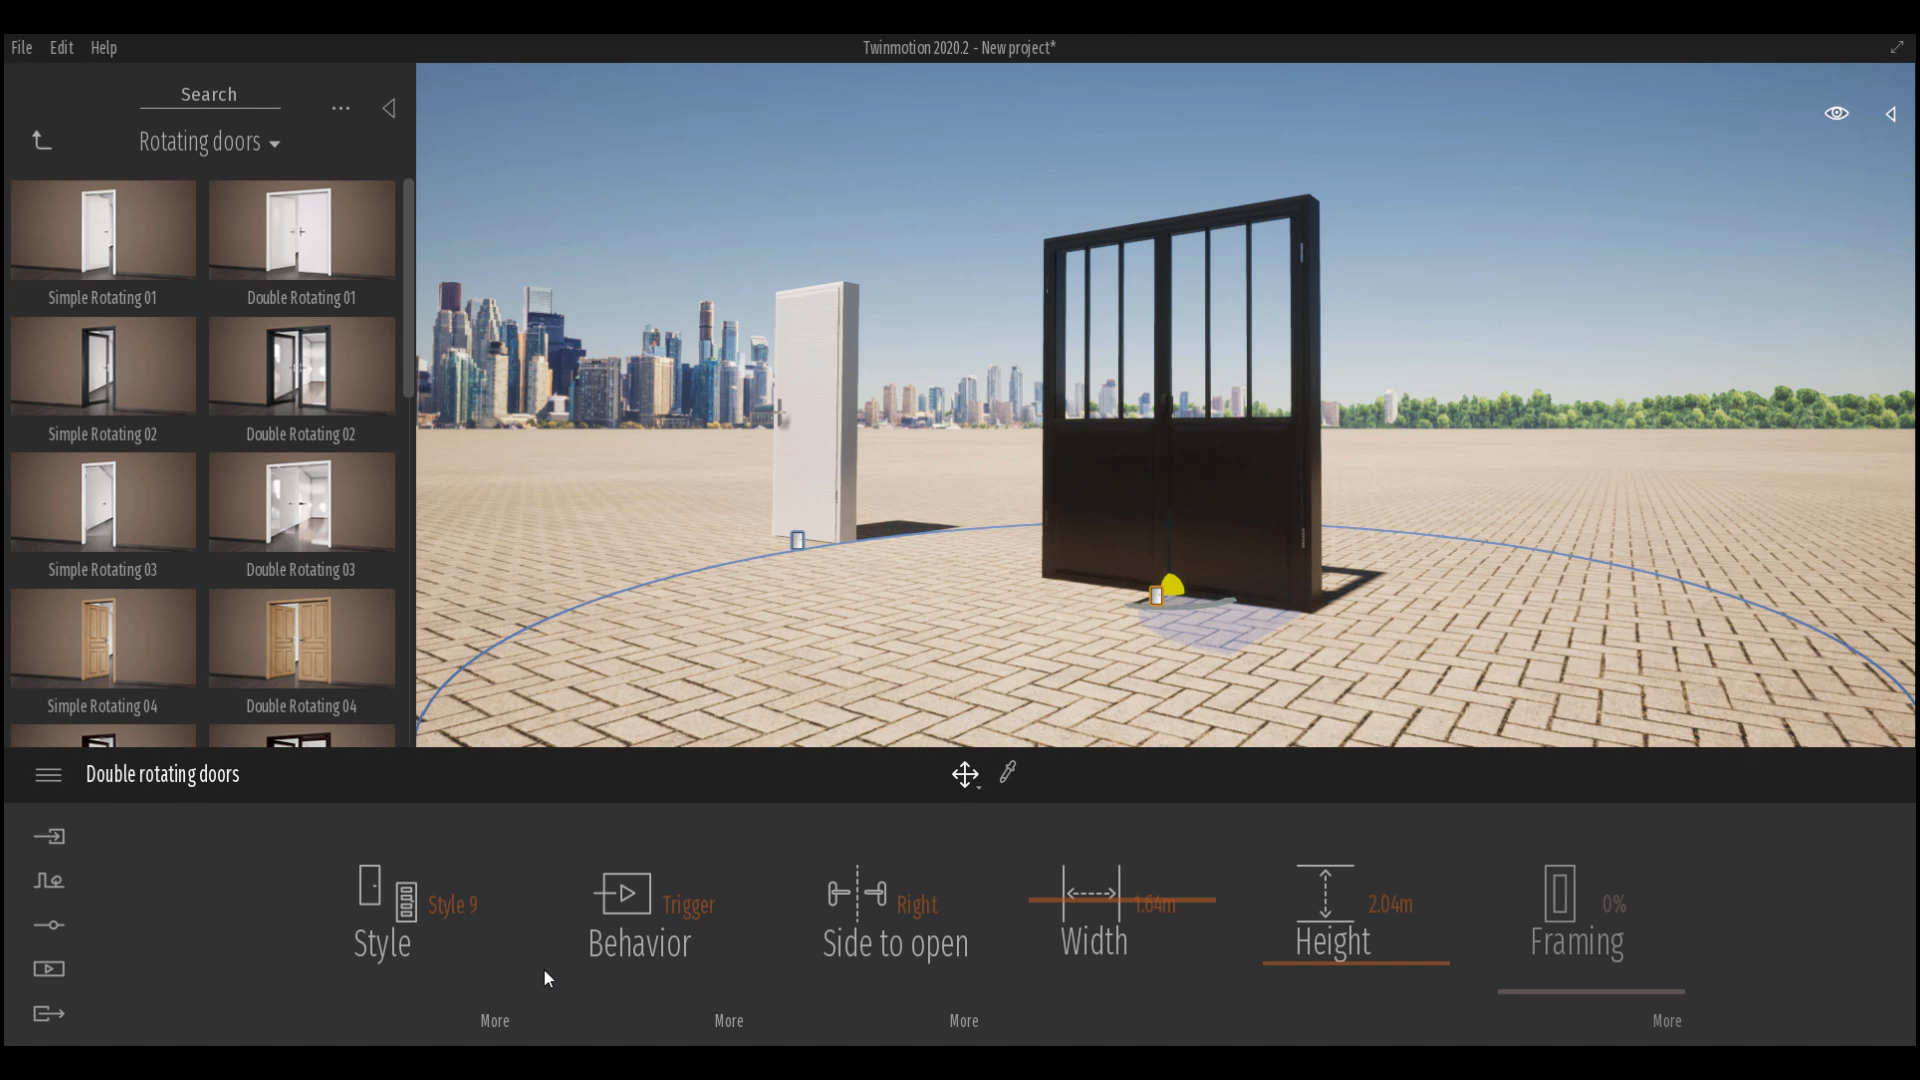 File Edit Help
Twinmotion 2020.2 - New project*
Search
...
Rotating doors
Simple Rotating 01
Double Rotating 01
Simple Rotating 02
Double Rotating 02
Simple Rotating 03
Double Rotating 03
Simple Rotating 04
Double Rotating 04
Double rotating doors
Style 9
Style
More
Trigger
Behavior
More
Right
Side to open
More
1.64m
Width
2.04m
Height
0%
Framing
More